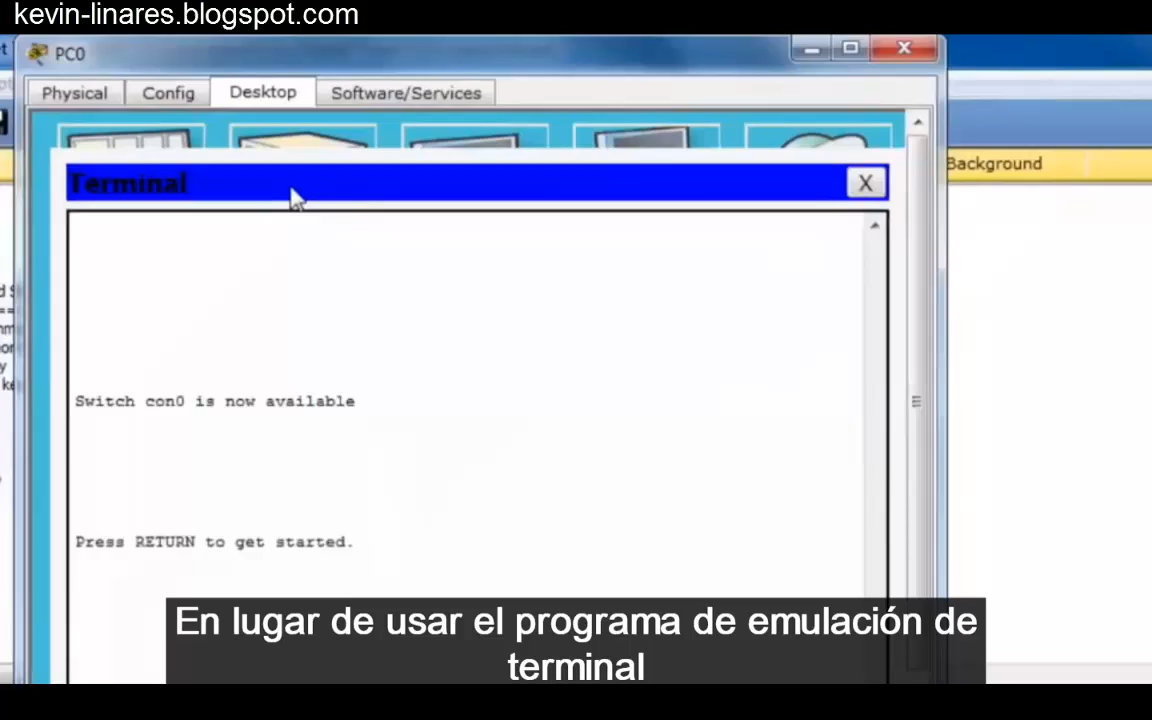 kevin-linares.blogspot.com
PC0
Physical Config Desktop Software/Services
Background
Terminal X
Switch con0 is now available
Press RETURN to get started.
En lugar de usar el programa de emulación de
terminal